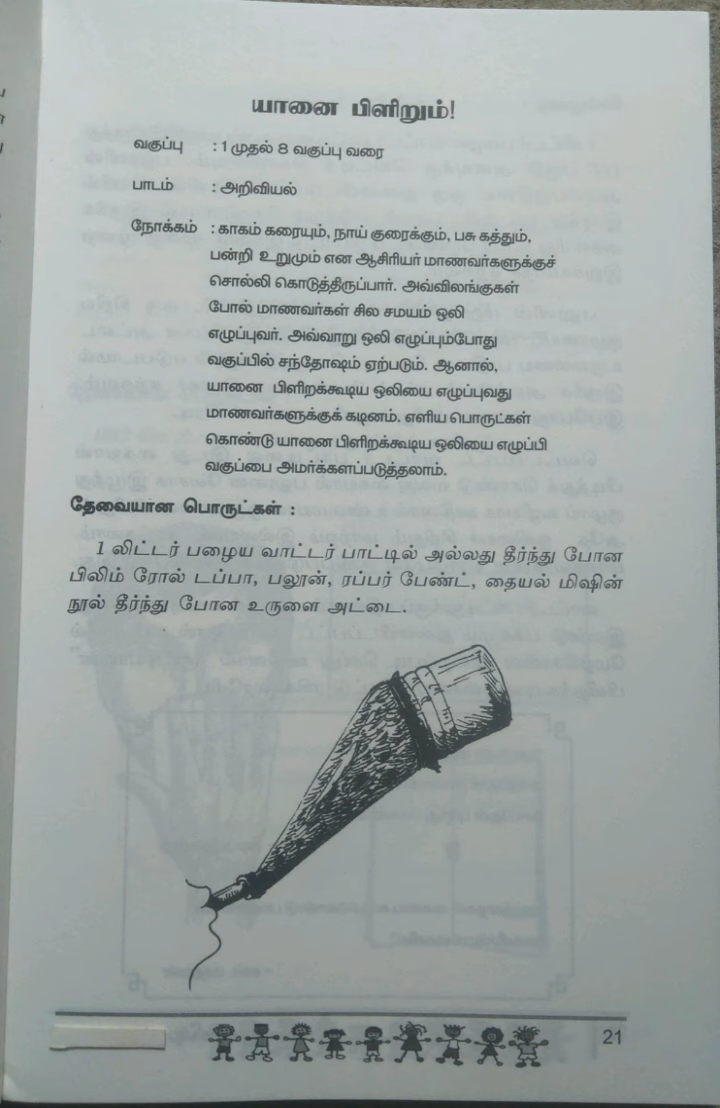 யானை பிளிறும்!
வகுப்பு : 1 முதல் 8 வகுப்பு வரை
பாடம் : அறிவியல்
நோக்கம் : காகம் கரையும், நாய் குரைக்கும், பசு கத்தும்,
பன்றி உறுமும் என ஆசிரியர் மாணவர்களுக்குச்
சொல்லி கொடுத்திருப்பார். அவ்விலங்குகள்
போல் மாணவர்கள் சில சமயம் ஒலி
எழுப்புவர். அவ்வாறு ஒலி எழுப்பும்போது
வகுப்பில் சந்தோஷம் ஏற்படும். ஆனால்,
யானை பிளிறக்கூடிய ஒலியை எழுப்புவது
மாணவர்களுக்குக் கடினம். எளிய பொருட்கள்
கொண்டு யானை பிளிறக்கூடிய ஒலியை எழுப்பி
வகுப்பை அமர்க்களப்படுத்தலாம்.
தேவையான பொருட்கள் :
1 லிட்டர் பழைய வாட்டர் பாட்டில் அல்லது தீர்ந்து போன
பிலிம் ரோல் டப்பா, பலூன், ரப்பர் பேண்ட், தையல் மிஷின்
நூல் தீர்ந்து போன உருளை அட்டை.
21